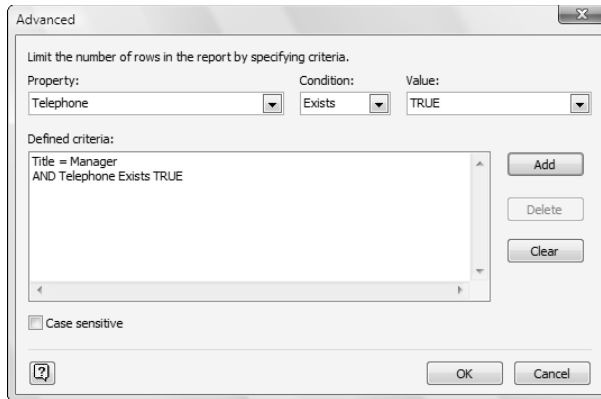 Advanced
Limit the number of rows in the report by specifying criteria.
Property: Condition: Value:
Telephone Exists TRUE
Defined criteria:
Title = Manager
AND Telephone Exists TRUE
Add
Delete
Clear
Case sensitive
OK Cancel